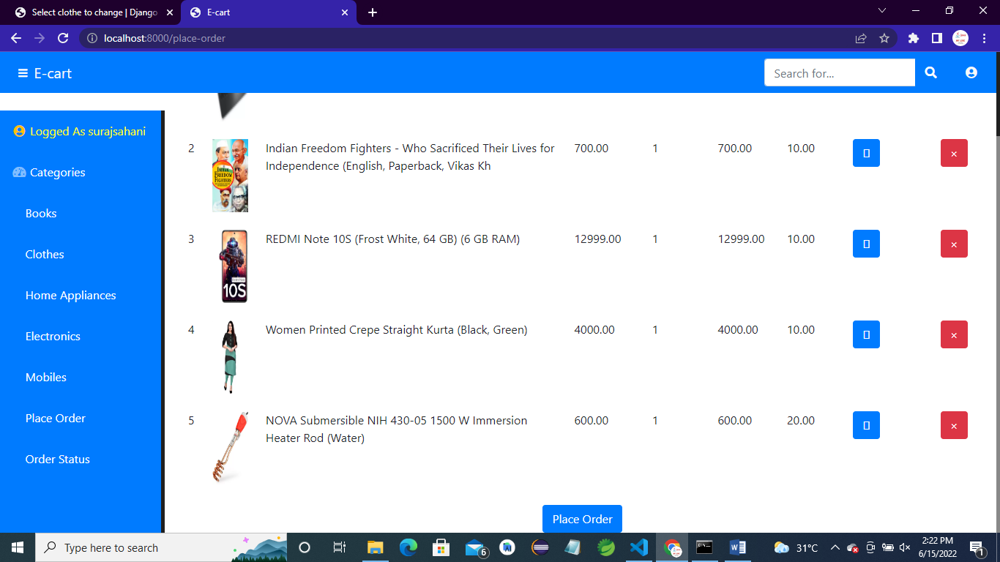 Select clothe to change | Django
E-cart
localhost:8000/place-order
E-cart
Search for...
Logged As surajsahani
Categories
Books
Clothes
Home Appliances
Electronics
Mobiles
Place Order
Order Status
2 Indian Freedom Fighters - Who Sacrificed Their Lives for 700.00 1 700.00 10.00 ×
Independence (English, Paperback, Vikas Kh
INDIAN
FREEDOM
FIGHTERS
3 REDMI Note 10S (Frost White, 64 GB) (6 GB RAM) 12999.00 1 12999.00 10.00 ×
10S
4 Women Printed Crepe Straight Kurta (Black, Green) 4000.00 1 4000.00 10.00 ×
5 NOVA Submersible NIH 430-05 1500 W Immersion 600.00 1 600.00 20.00 ×
Heater Rod (Water)
Place Order
Type here to search
6
31°C
2:22 PM
6/15/2022
1